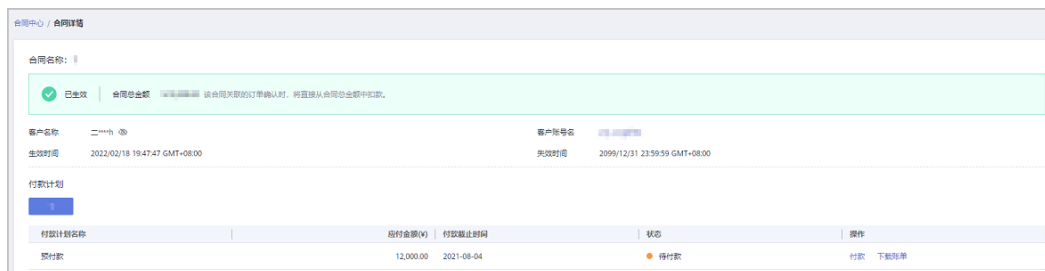 合同中心 / 合同详情
合同名称：
已生效 合同总金额 该合同关联的订单确认时，将直接从合同总金额中扣款。
客户名称 二****h 客户账号名
生效时间 2022/02/18 19:47:47 GMT+08:00 失效时间 2099/12/31 23:59:59 GMT+08:00
付款计划
付款计划名称 应付金额(¥) 付款截止时间 状态 操作
预付款 12,000.00 2021-08-04 待付款 付款 下载账单